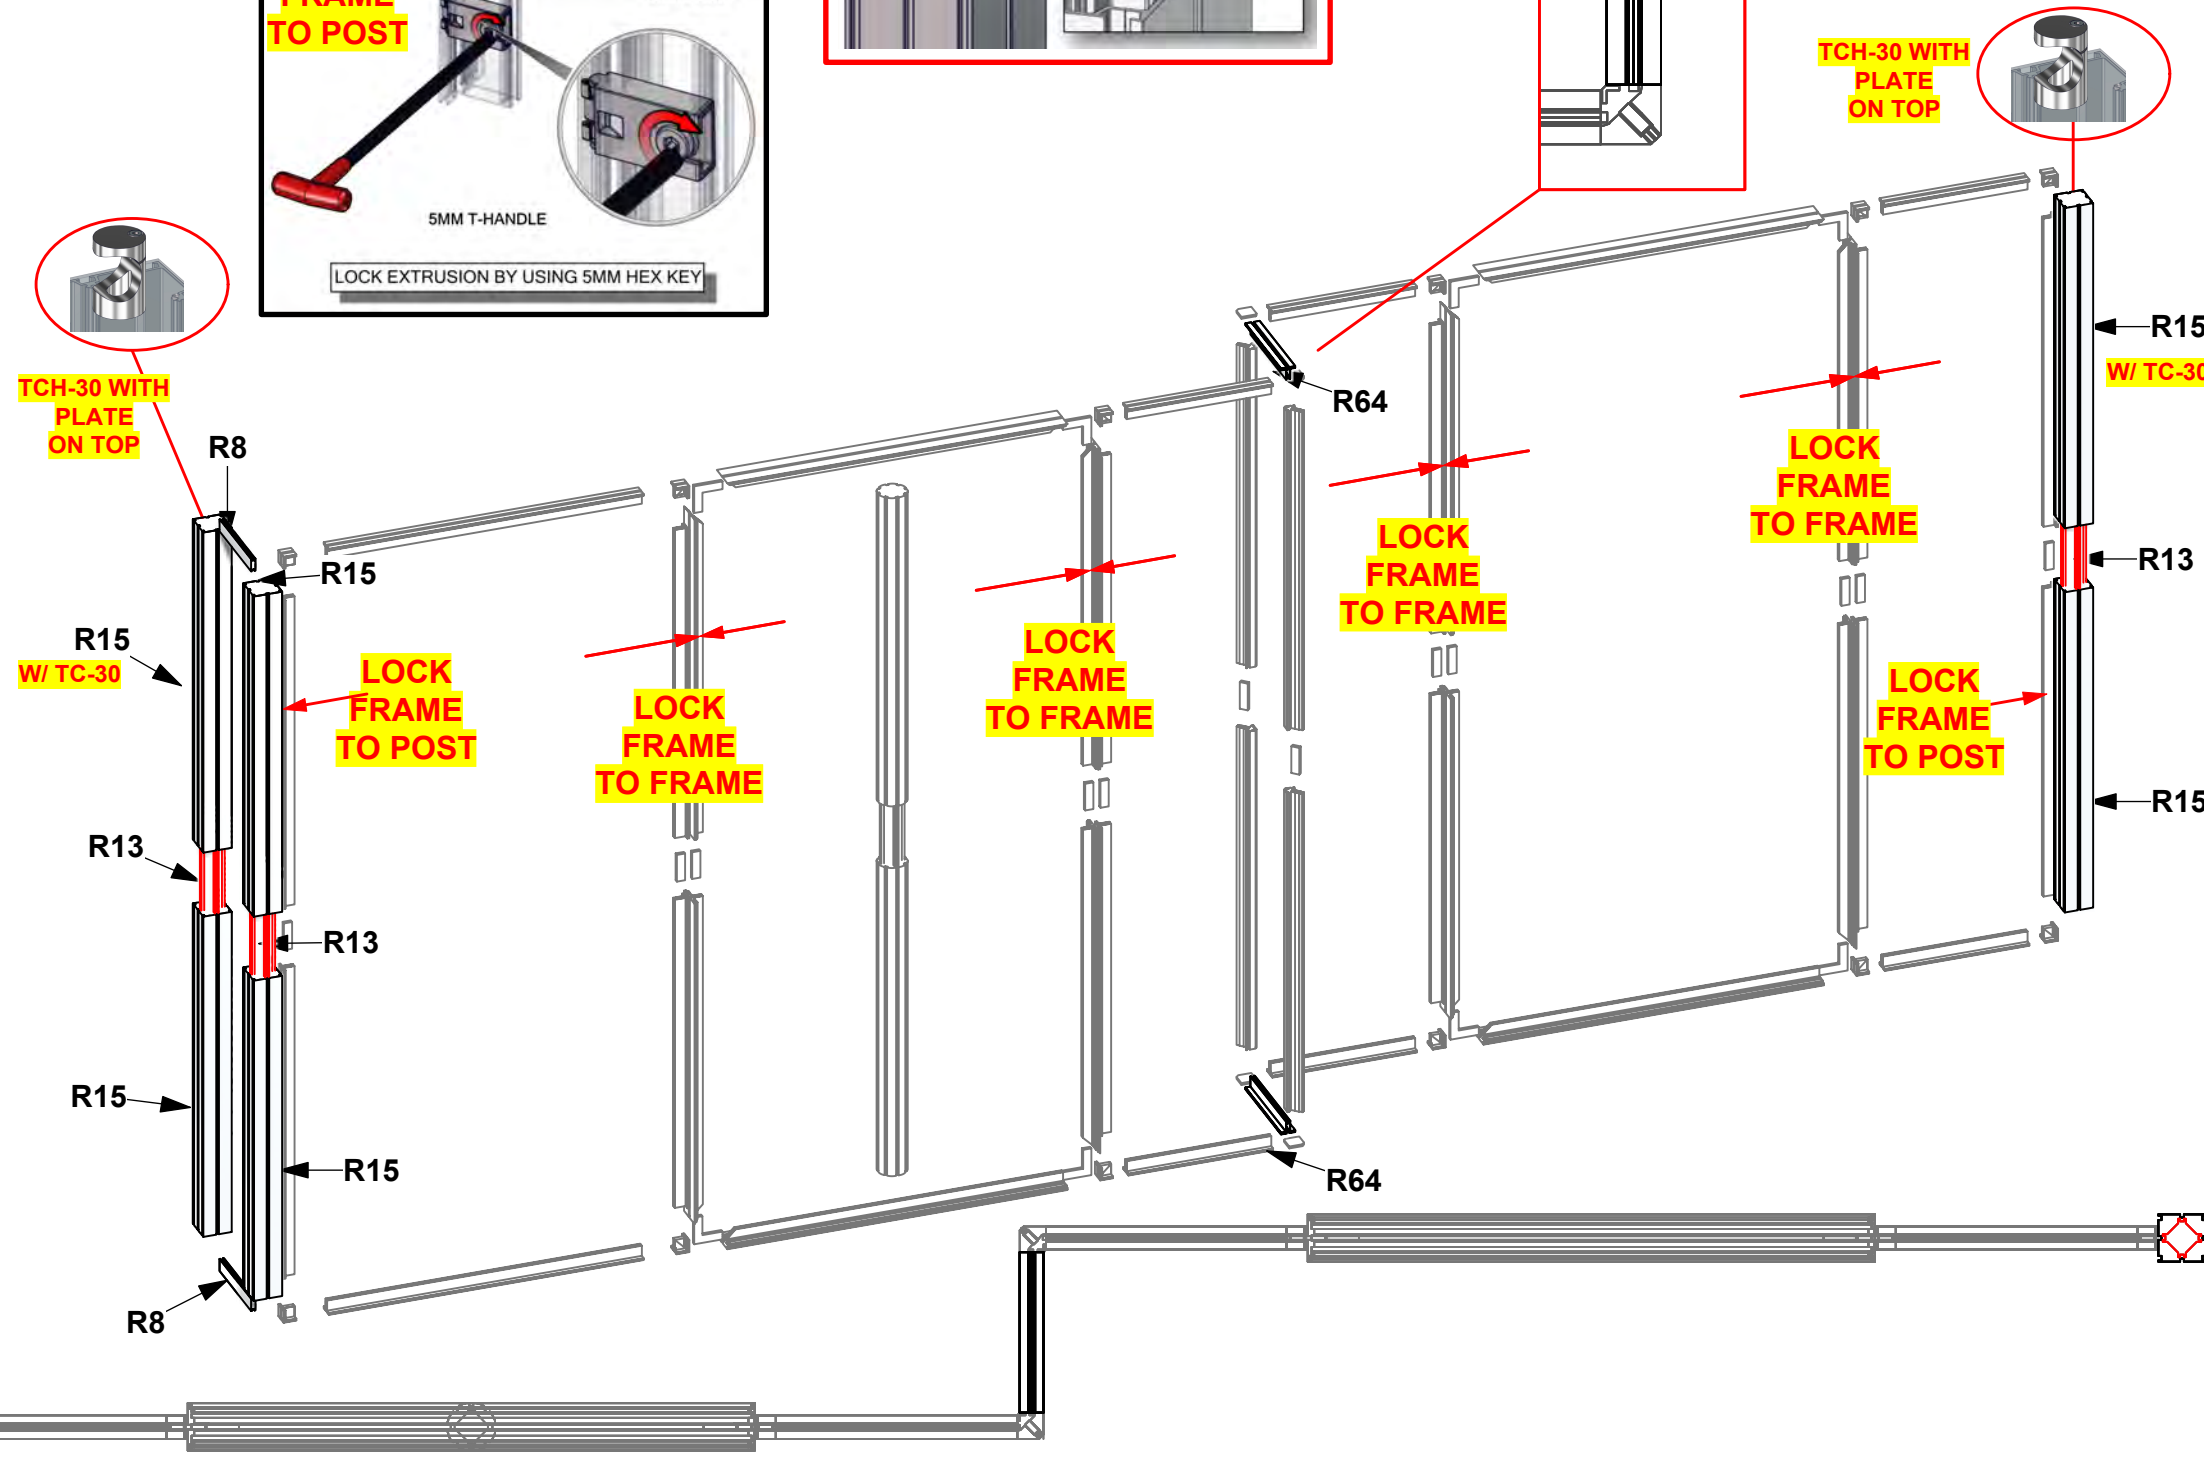 FRAME
TO POST
5MM T-HANDLE
LOCK EXTRUSION BY USING 5MM HEX KEY
TCH-30 WITH
PLATE
ON TOP
TCH-30 WITH
PLATE
ON TOP
R8
R15
R15
W/ TC-30
LOCK
FRAME
TO POST
R13
R13
R15
R15
R8
LOCK
FRAME
TO FRAME
LOCK
FRAME
TO FRAME
R64
R64
LOCK
FRAME
TO FRAME
LOCK
FRAME
TO FRAME
R15
W/ TC-30
R13
LOCK
FRAME
TO POST
R15